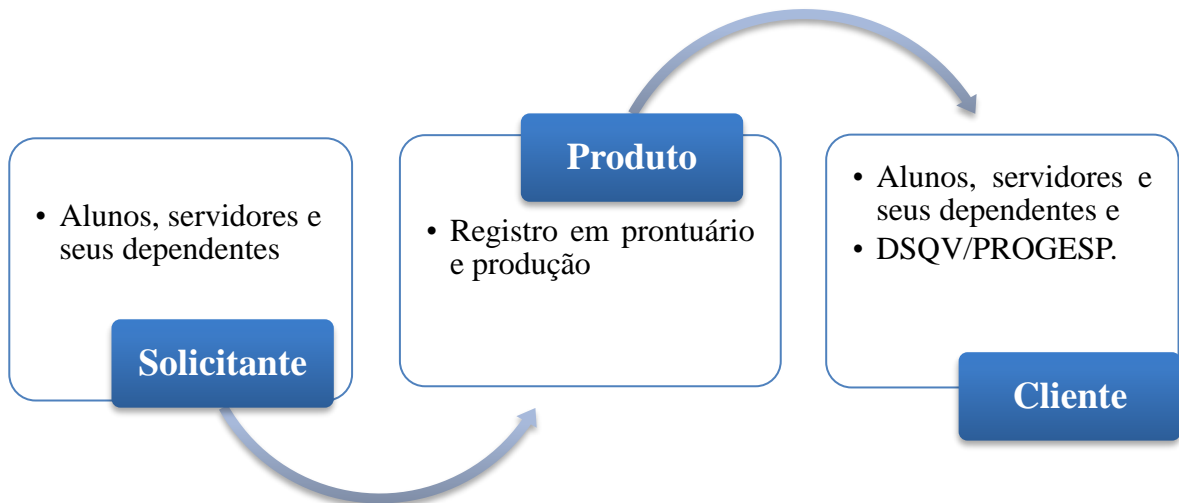 • Alunos, servidores e
seus dependentes
Solicitante
Produto
• Registro em prontuário
e produção
• Alunos, servidores e
seus dependentes e
• DSQV/PROGESP.
Cliente